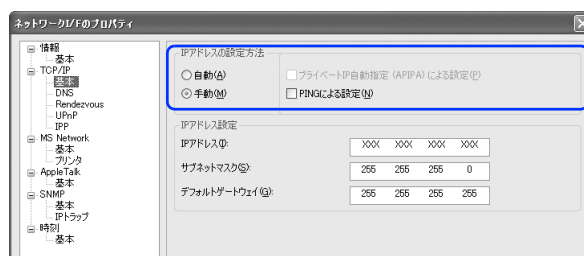 ネットワークI/Fのプロパティ
情報
基本
TCP/IP
基本
DNS
Rendezvous
UPnP
IPP
MS Network
基本
プリンタ
AppleTalk
基本
SNMP
基本
IPトラップ
時刻
基本
IPアドレスの設定方法
自動(A)
プライベートIP自動指定 (APIPA) による設定(P)
手動(M)
PINGによる設定(N)
IPアドレス設定
IPアドレス(I):
XXX XXX XXX XXX
サブネットマスク(S):
255 255 255 0
デフォルトゲートウェイ(G):
255 255 255 255